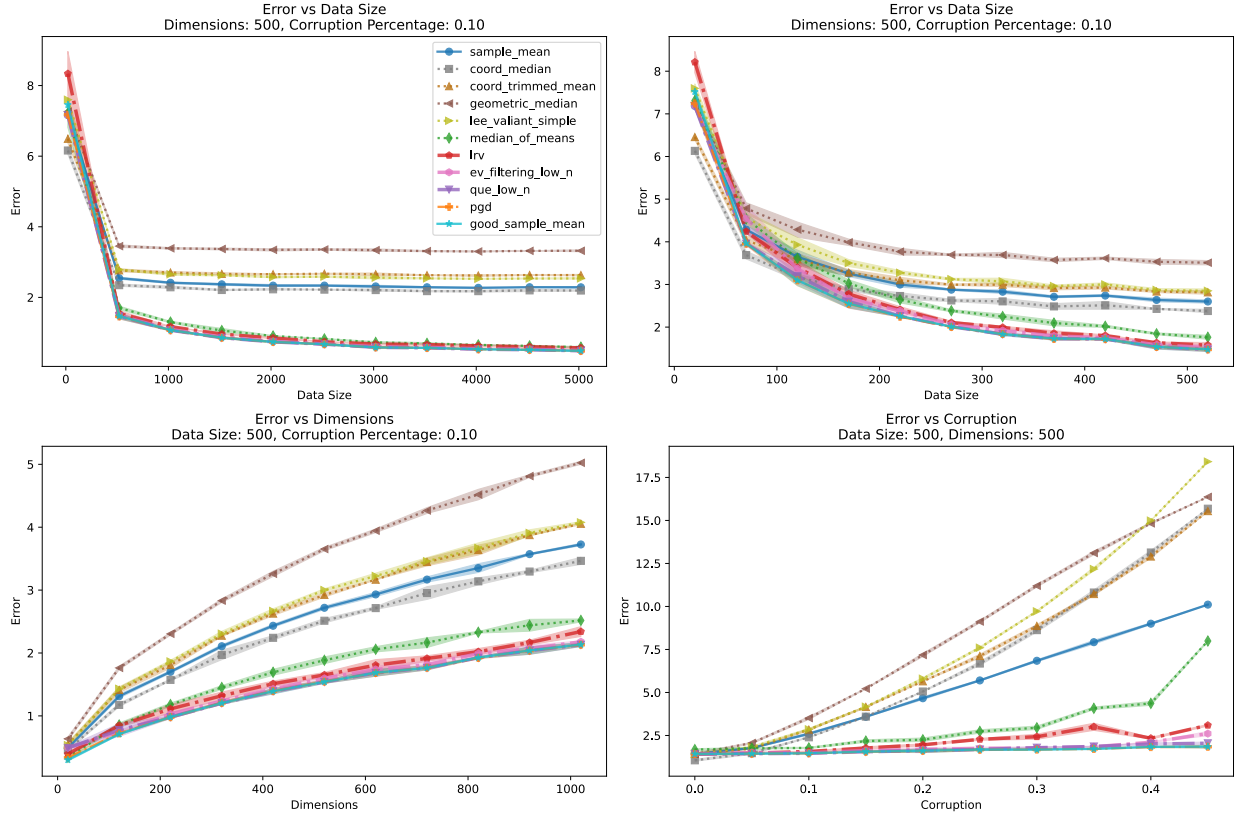 Error vs Data Size
Dimensions: 500, Corruption Percentage: 0.10
Error
8
6
4
2
0
1000
2000
3000
4000
5000
Data Size
sample_mean
coord_median
coord_trimmed_mean
geometric_median
lee_valiant_simple
median_of_means
lrv
ev_filtering_low_n
que_low_n
pgd
good_sample_mean
Error vs Data Size
Dimensions: 500, Corruption Percentage: 0.10
Error
8
7
6
5
4
3
2
0
100
200
300
400
500
Data Size
Error vs Dimensions
Data Size: 500, Corruption Percentage: 0.10
Error
5
4
3
2
1
0
200
400
600
800
1000
Dimensions
Error vs Corruption
Data Size: 500, Dimensions: 500
Error
17.5
15.0
12.5
10.0
7.5
5.0
2.5
0.0
0.1
0.2
0.3
0.4
Corruption